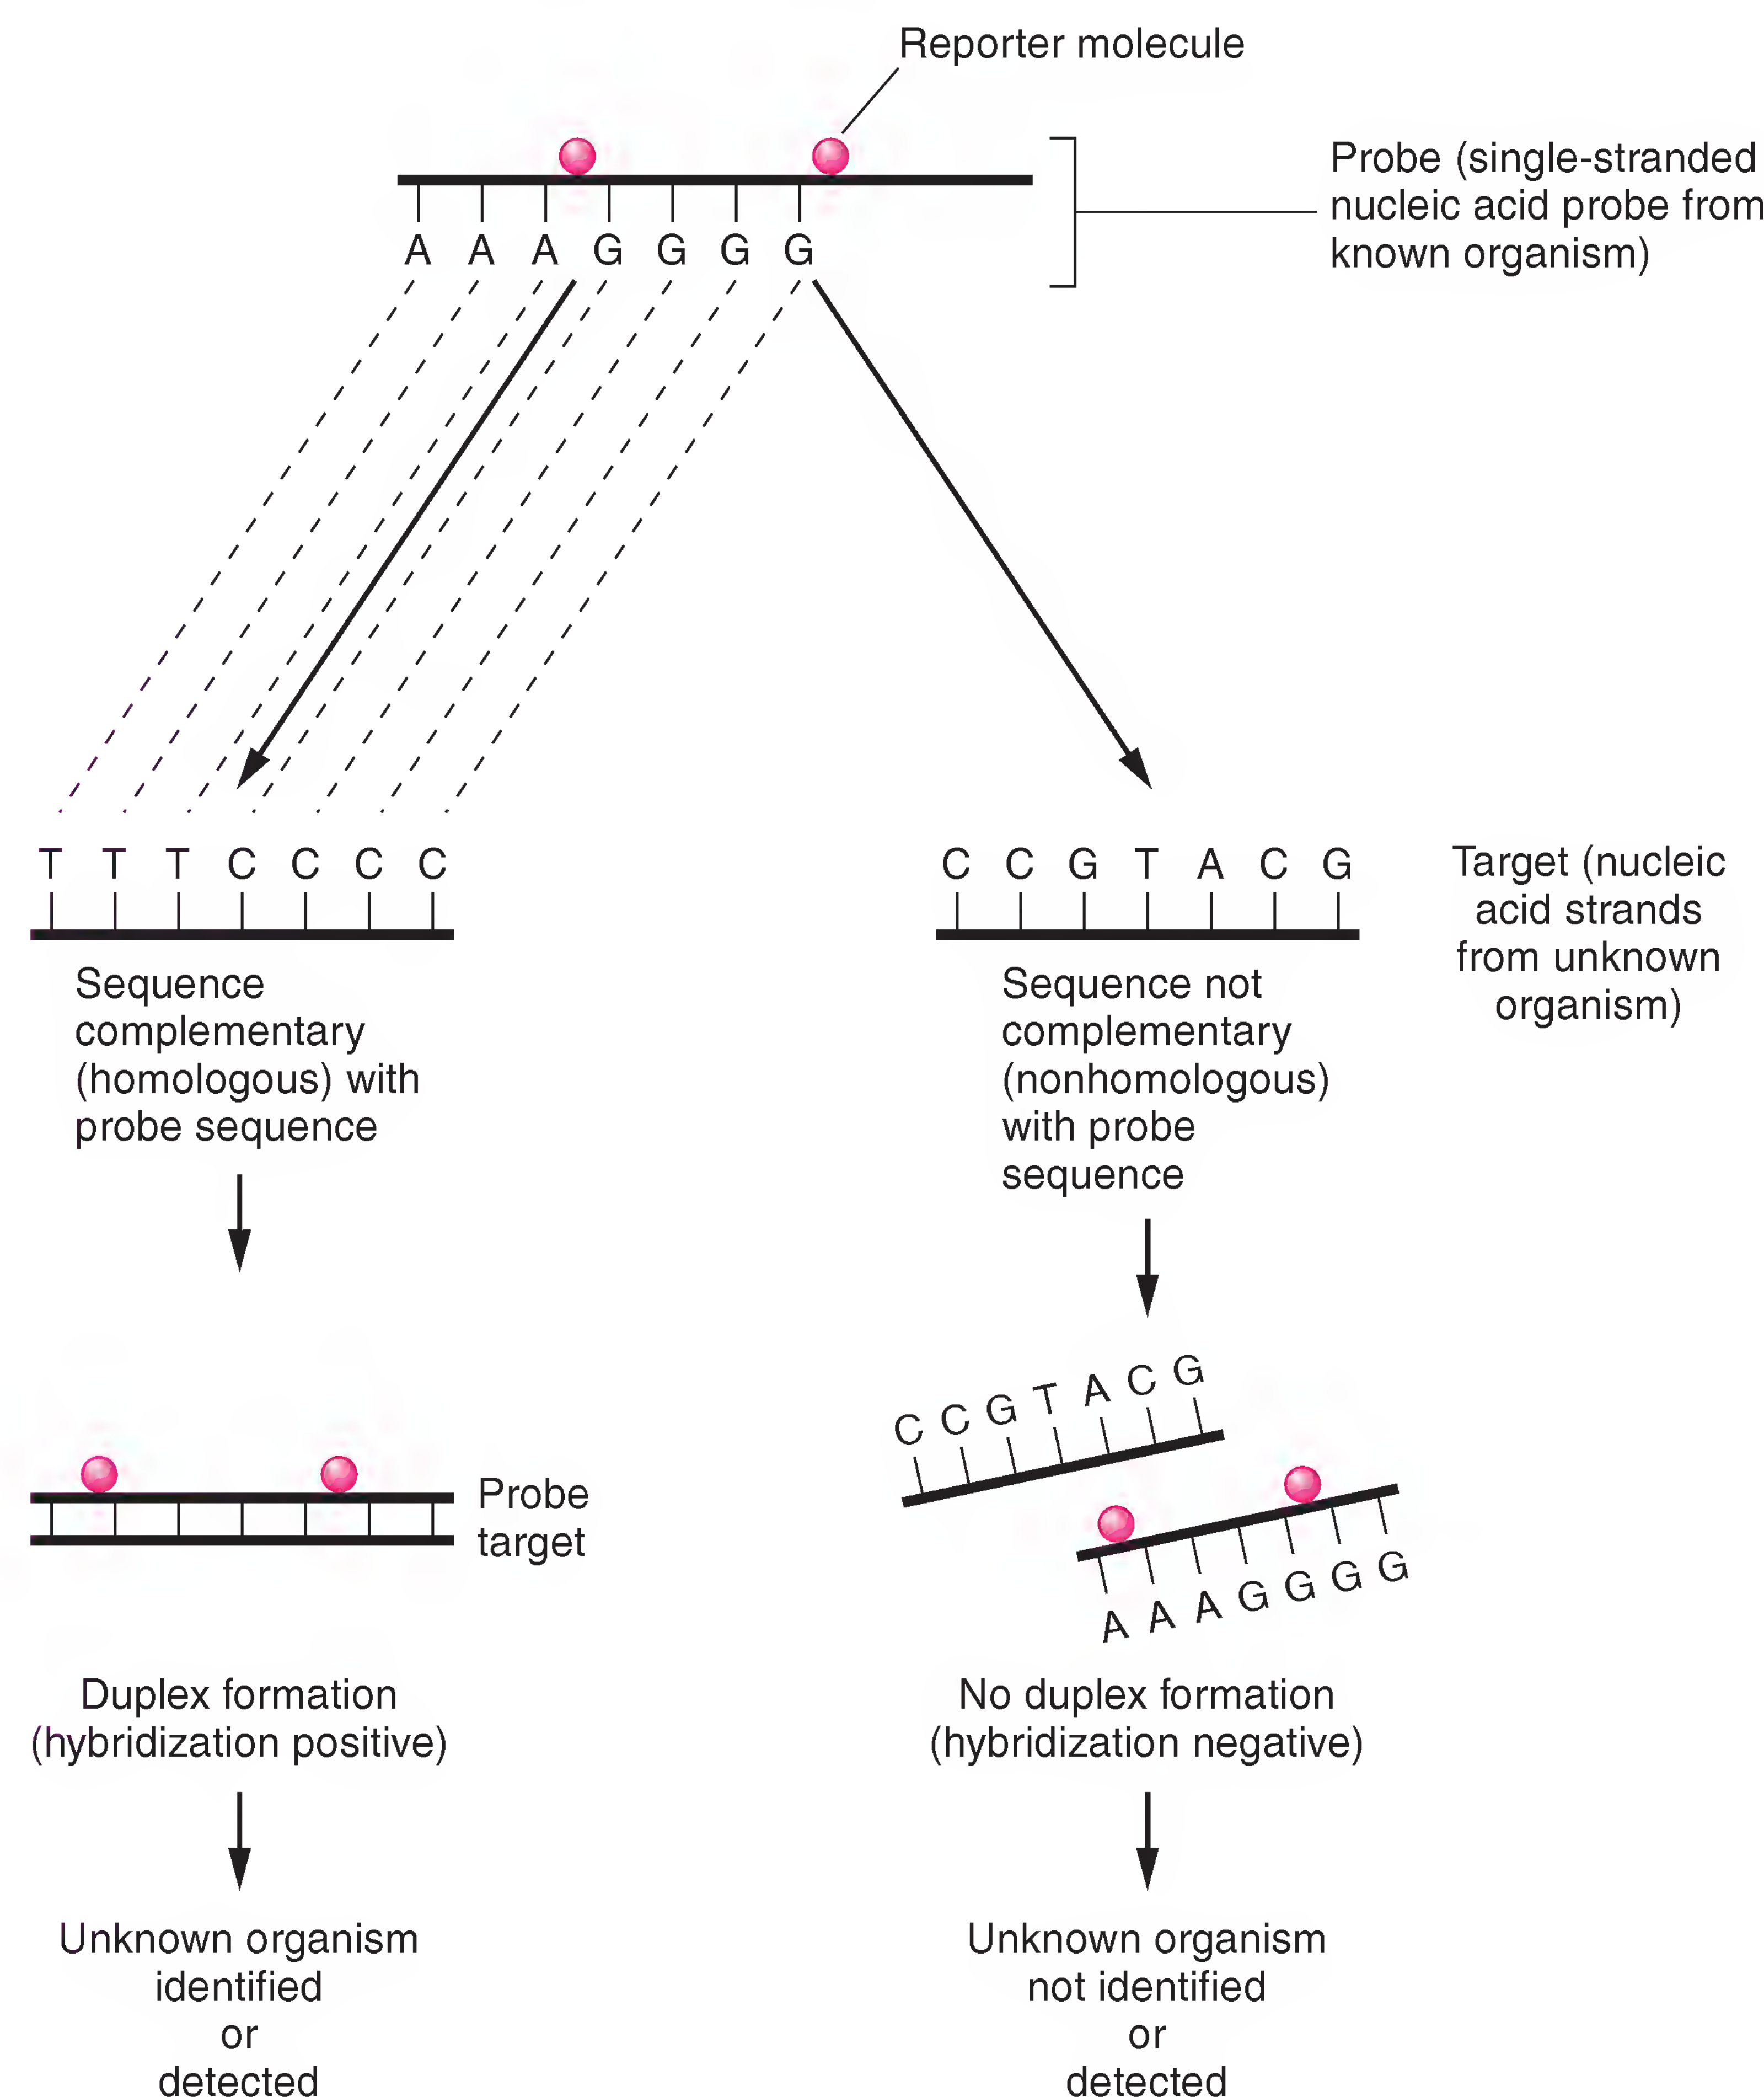 Reporter molecule
Probe (single-stranded
nucleic acid probe from
known organism)
A A A G G G G
T T T C C C C
C C G T A C G
Target (nucleic
acid strands
from unknown
organism)
Sequence
complementary
(homologous) with
probe sequence
Sequence not
complementary
(nonhomologous)
with probe
sequence
C C G T A C G
Probe
target
A A A G G G G
Duplex formation
(hybridization positive)
No duplex formation
(hybridization negative)
Unknown organism
identified
or
detected
Unknown organism
not identified
or
detected